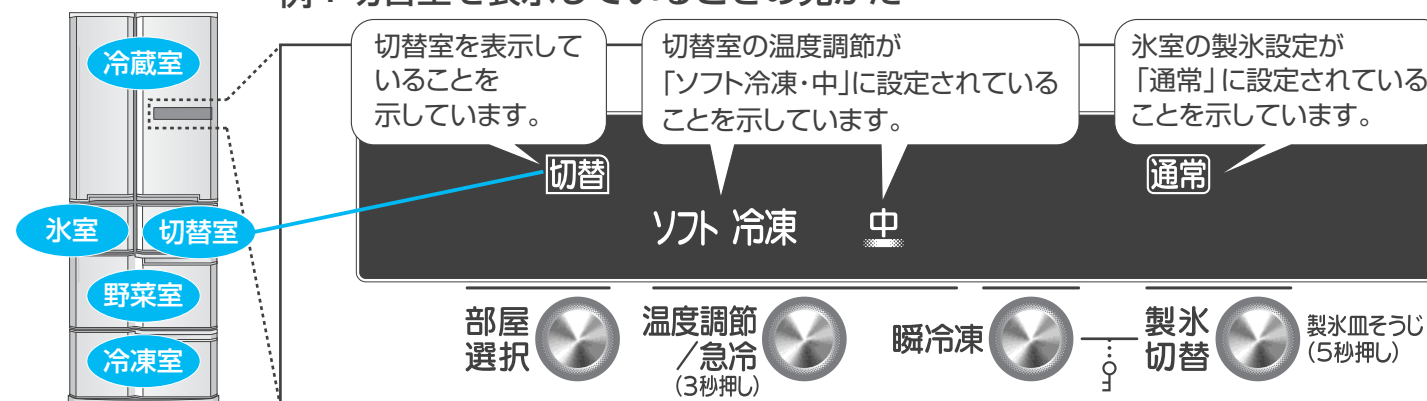 例：切替室を表示しているときの見かた
冷蔵室
氷室
切替室
野菜室
冷凍室
切替室を表示して
いることを
示しています。
切替室の温度調節が
「ソフト冷凍・中」に設定されている
ことを示しています。
氷室の製氷設定が
「通常」に設定されている
ことを示しています。
切替
通常
ソフト 冷凍 中
部屋
選択
温度調節
／急冷
(3秒押し)
瞬冷凍
製氷
切替
製氷皿そうじ
(5秒押し)